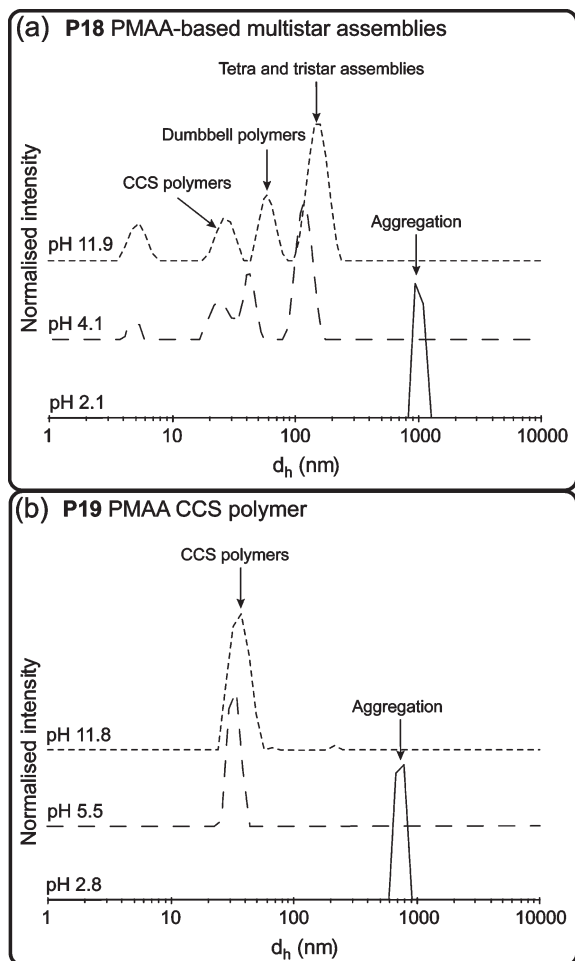 (a) P18 PMAA-based multistar assemblies
Tetra and tristar assemblies
Dumbbell polymers
CCS polymers
Aggregation
Normalised intensity
pH 11.9
pH 4.1
pH 2.1
1 10 100 1000 10000
dh (nm)
(b) P19 PMAA CCS polymer
CCS polymers
Aggregation
Normalised intensity
pH 11.8
pH 5.5
pH 2.8
1 10 100 1000 10000
dh (nm)